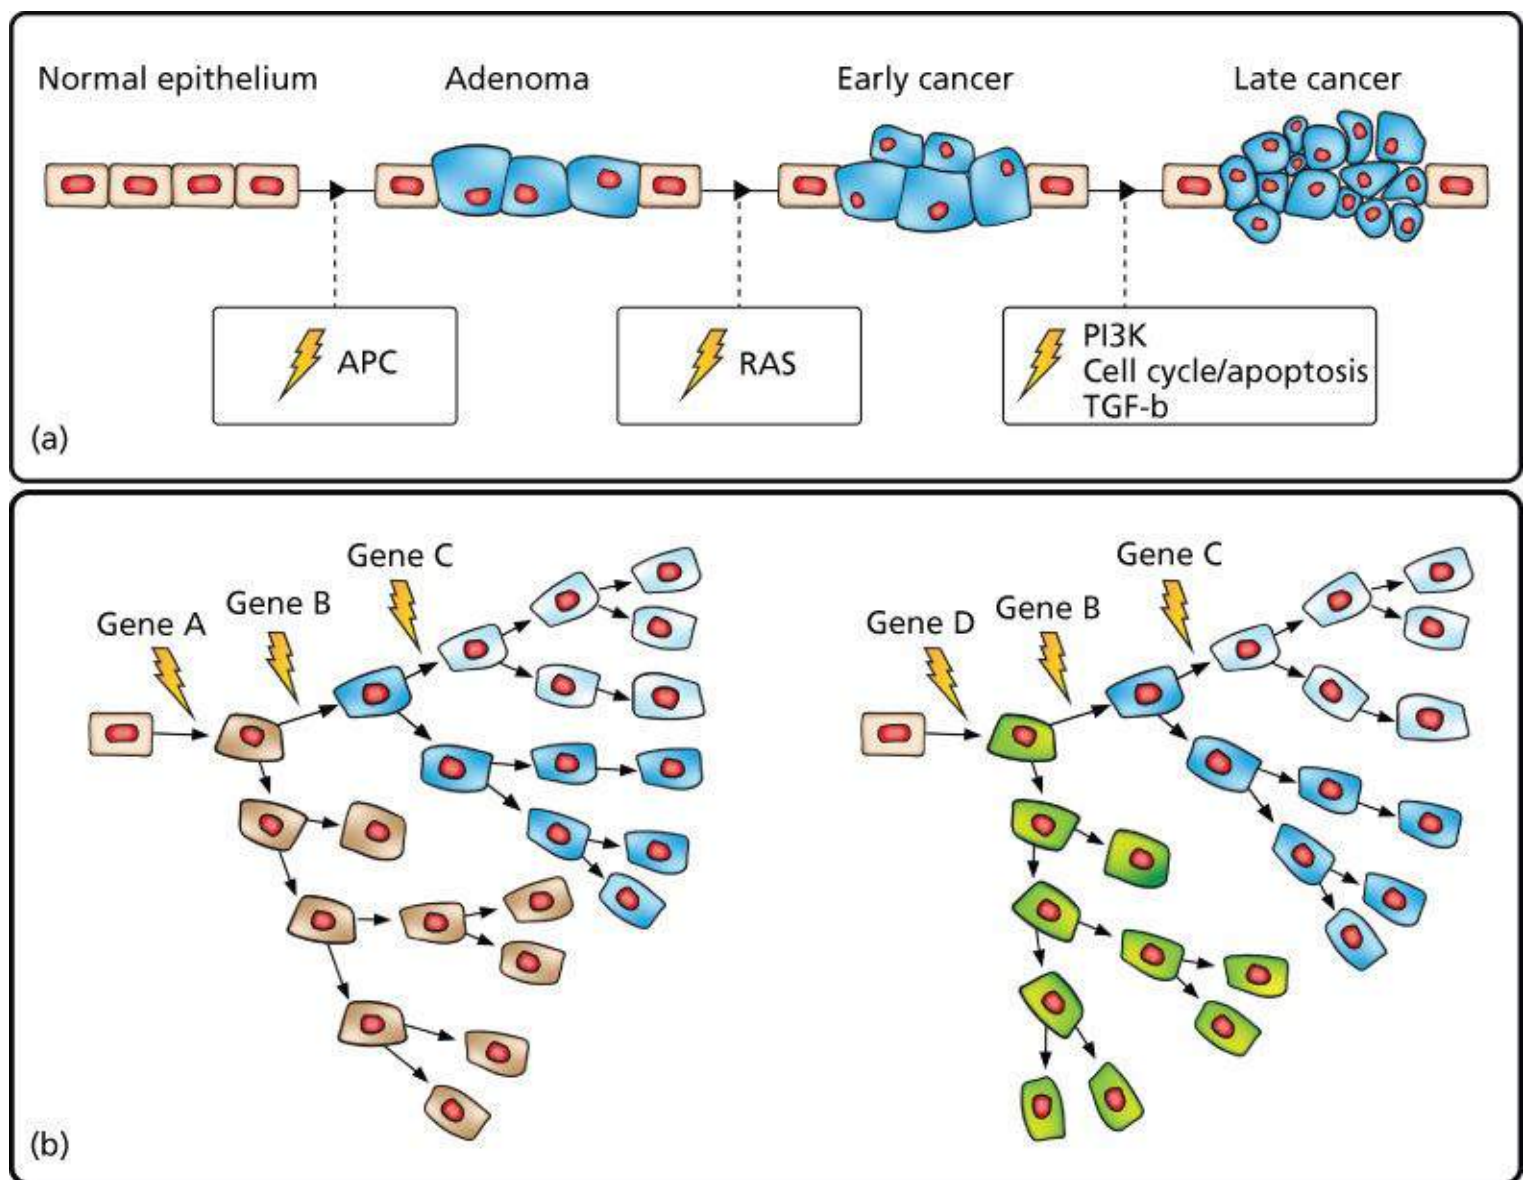 Normal epithelium
Adenoma
Early cancer
Late cancer
APC
RAS
PI3K
Cell cycle/apoptosis
TGF-b
(a)
Gene A
Gene B
Gene C
Gene D
Gene B
Gene C
(b)